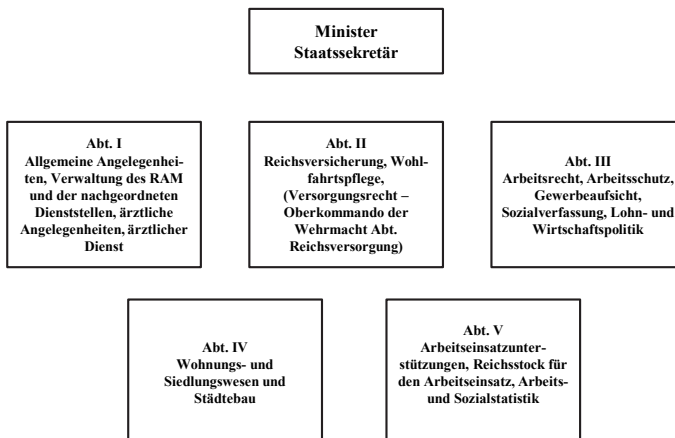 Minister
Staatssekretär
Abt. I
Allgemeine Angelegenhei-
ten, Verwaltung des RAM
und der nachgeordneten
Dienststellen, ärztliche
Angelegenheiten, ärztlicher
Dienst
Abt. II
Reichsversicherung, Wohl-
fahrtspflege,
(Versorgungsrecht –
Oberkommando der
Wehrmacht Abt.
Reichsversorgung)
Abt. III
Arbeitsrecht, Arbeitsschutz,
Gewerbeaufsicht,
Sozialverfassung, Lohn- und
Wirtschaftspolitik
Abt. IV
Wohnungs- und
Siedlungswesen und
Städtebau
Abt. V
Arbeitseinsatzunter-
stützungen, Reichsstock für
den Arbeitseinsatz, Arbeits-
und Sozialstatistik